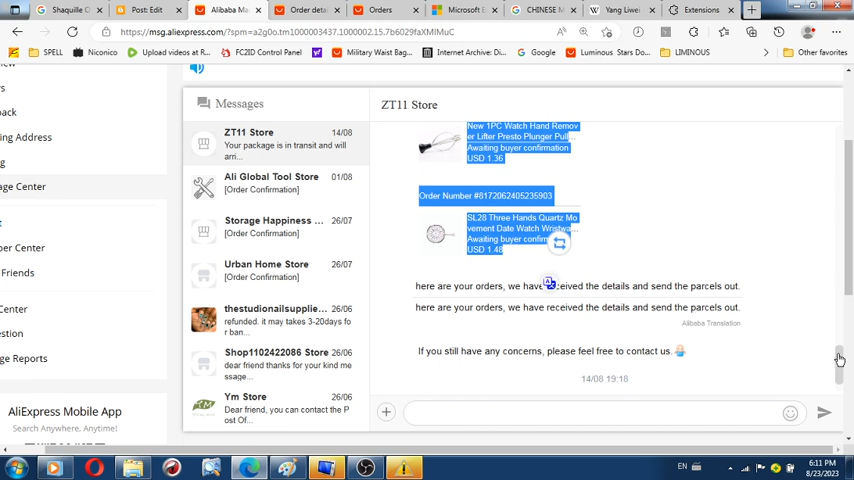 Shaquille O
Post: Edit
Alibaba Ma
Order deta
Orders
Microsoft E
CHINESE M
Yang Liwei
Extensions
https://msg.aliexpress.com/?spm=a2g0o.tm1000003437.1000002.15.7b6029faXMIMuC
SPELL
Niconico
Upload videos at R...
FC2ID Control Panel
Military Waist Bag...
Internet Archive: Di...
Google
Luminous Stars Do...
LIMINOUS
Other favorites
s
back
ing Address
g
age Center
t
per Center
Friends
Center
estion
ge Reports
AliExpress Mobile App
Search Anywhere, Anytime!
Messages
ZT11 Store
14/08
Your package is in transit and will
arri...
Ali Global Tool Store
01/08
[Order Confirmation]
Storage Happiness ...
26/07
[Order Confirmation]
Urban Home Store
26/07
[Order Confirmation]
thestudionailsupplie...
26/06
refunded. it may takes 3-20days fo
r ban...
Shop1102422086 Store
26/06
dear friend thanks for your kind me
ssage...
Ym Store
26/06
Dear friend, you can contact the P
ost Of...
ZT11 Store
New 1PC Watch Hand Remov
er Lifter Presto Plunger Pull...
Awaiting buyer confirmation
USD 1.36
Order Number #8172062405235903
SL28 Three Hands Quartz Mo
vement Date Watch Wristwa...
Awaiting buyer confirm
USD 1.48
here are your orders, we have received the details and send the parcels out.
here are your orders, we have received the details and send the parcels out.
Alibaba Translation
If you still have any concerns, please feel free to contact us.
14/08 19:18
EN
6:11 PM
8/23/2023